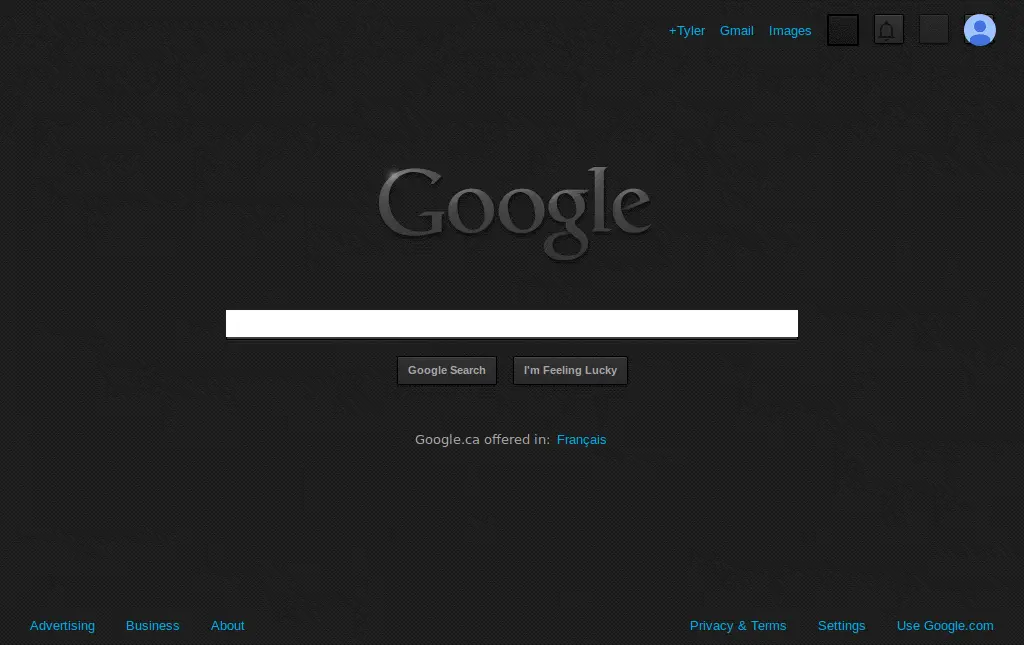 +Tyler Gmail Images
Google
Google Search I'm Feeling Lucky
Google.ca offered in: Français
Advertising Business About Privacy & Terms Settings Use Google.com